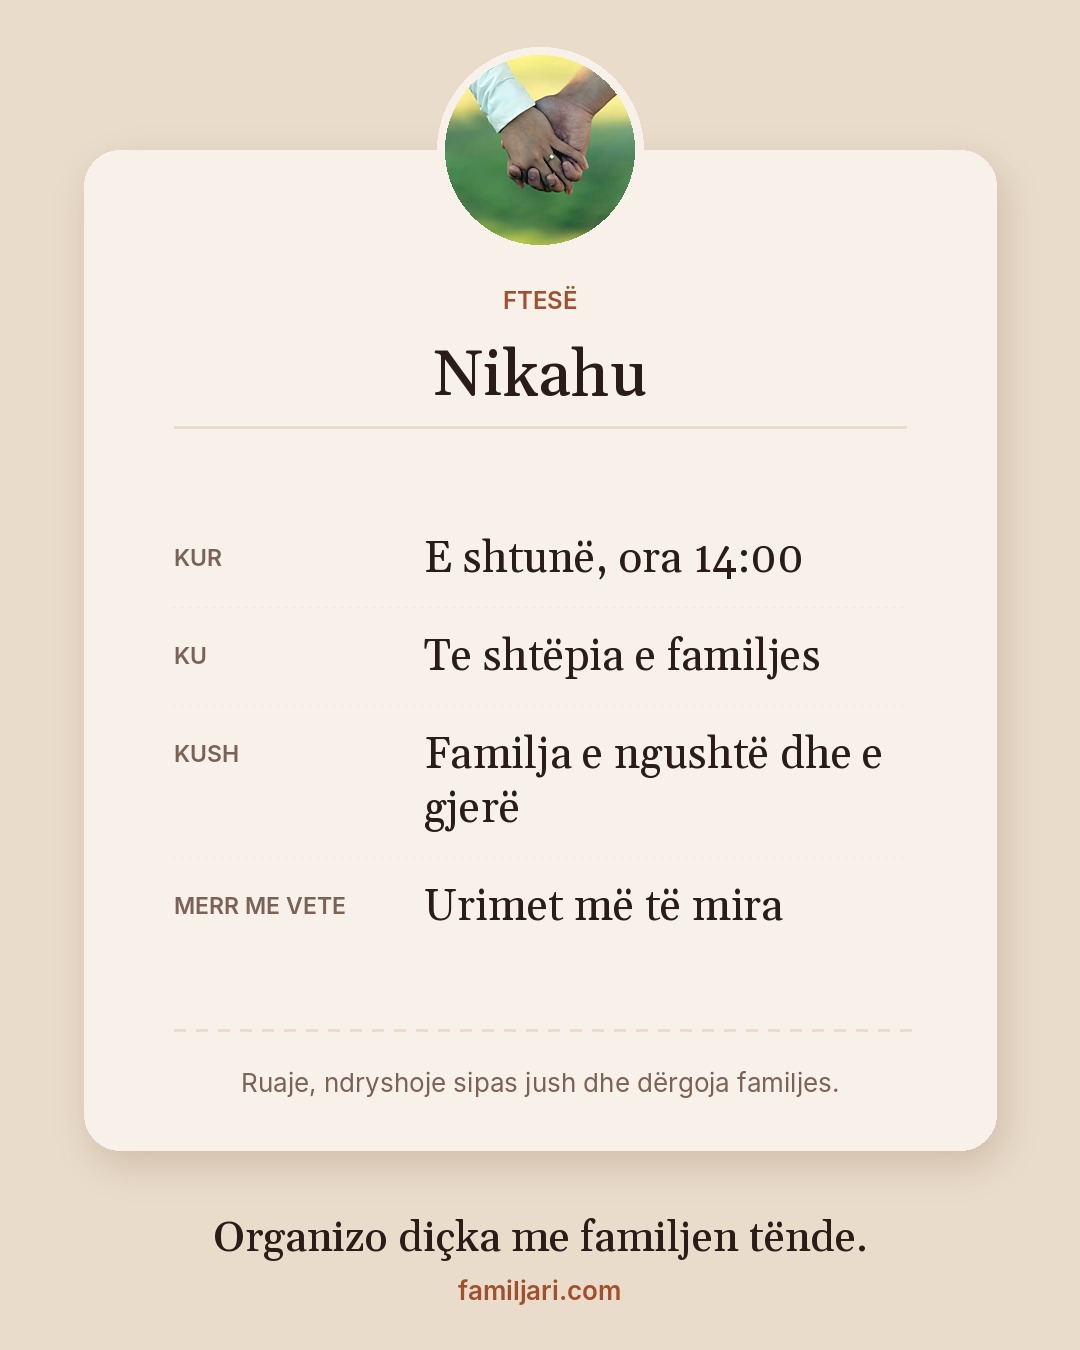 FTESË
Nikahu
KUR
E shtunë, ora 14:00
KU
Te shtëpia e familjes
KUSH
Familja e ngushtë dhe e
gjerë
MERR ME VETE
Urimet më të mira
Ruaje, ndryshoje sipas jush dhe dërgoja familjes.
Organizo diçka me familjen tënde.
familjari.com